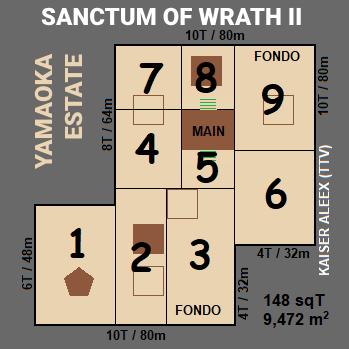 SANCTUM OF WRATH II
10T / 80m
YAMAOKA
ESTATE
7
8
FONDO
9
10T / 80m
8T / 64m
MAIN
4
5
6
KAISER ALEEX (TTV)
1
2
3
4T / 32m
6T / 48m
4T / 32m
FONDO
148 sqT
9,472 m²
10T / 80m